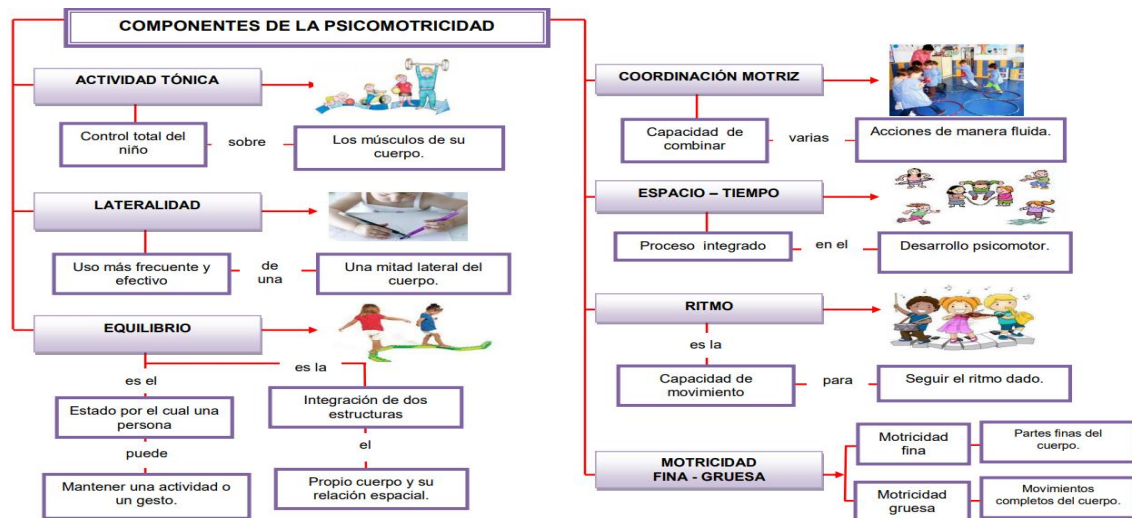 COMPONENTES DE LA PSICOMOTRICIDAD
ACTIVIDAD TÓNICA
Control total del
niño
sobre
Los músculos de su
cuerpo.
LATERALIDAD
Uso más frecuente y
efectivo
de
una
Una mitad lateral del
cuerpo.
EQUILIBRIO
es el
Estado por el cual una
persona
puede
Mantener una actividad o
un gesto.
es la
Integración de dos
estructuras
el
Propio cuerpo y su
relación espacial.
COORDINACIÓN MOTRIZ
Capacidad de
combinar
varias
Acciones de manera fluida.
ESPACIO – TIEMPO
Proceso integrado
en el
Desarrollo psicomotor.
RITMO
es la
Capacidad de
movimiento
para
Seguir el ritmo dado.
MOTRICIDAD
FINA - GRUESA
Motricidad
fina
Partes finas del
cuerpo.
Motricidad
gruesa
Movimientos
completos del cuerpo.